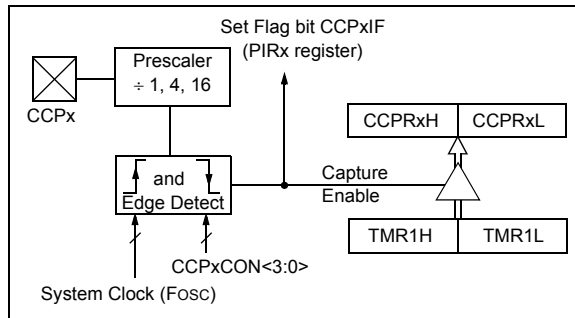 Set Flag bit CCPxIF
(PIRx register)
Prescaler
÷ 1, 4, 16
CCPx
CCPRxH
CCPRxL
and
Edge Detect
Capture
Enable
TMR1H
TMR1L
CCPxCON<3:0>
System Clock (FOSC)